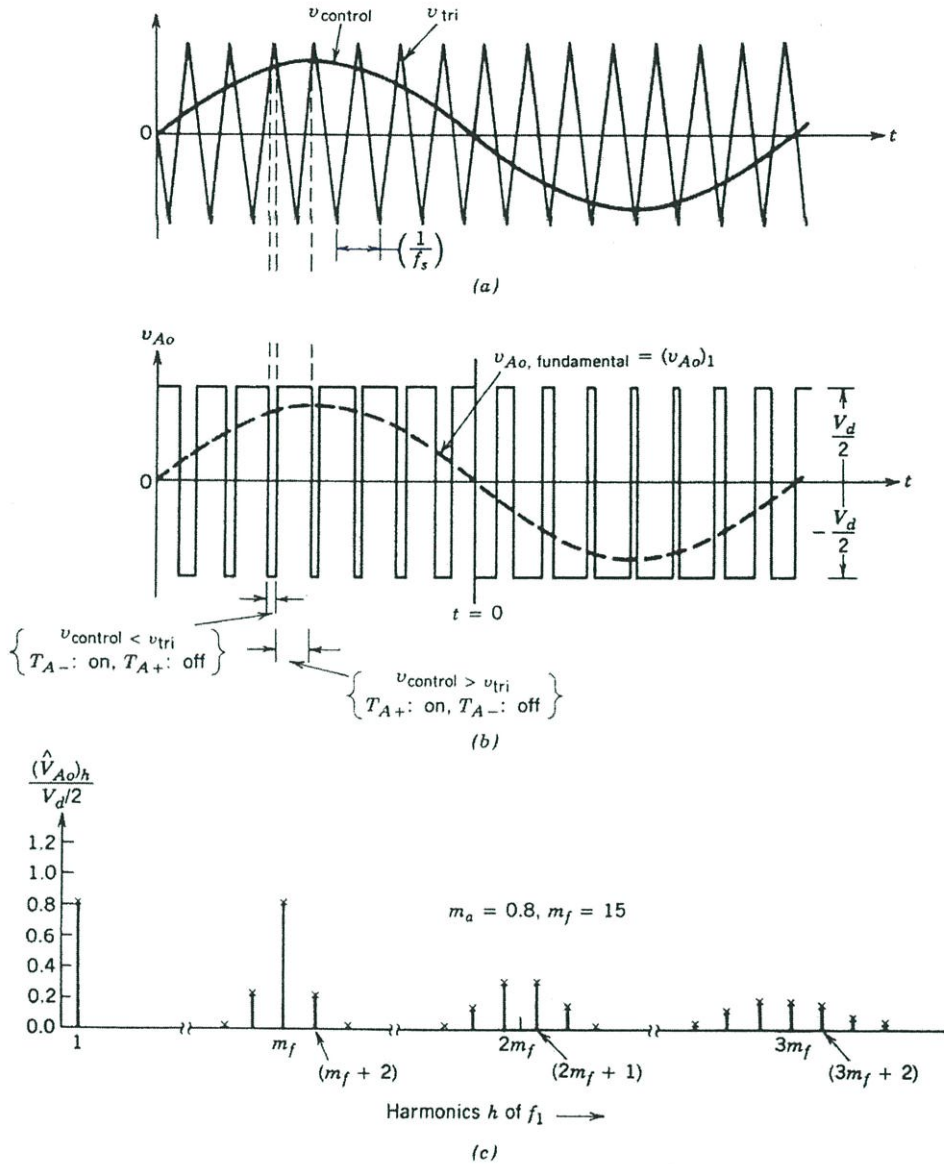 v_control
v_tri
0
t
(1/f_s)
(a)
v_Ao
v_Ao, fundamental = (v_Ao)_1
V_d/2
0
t
-V_d/2
t = 0
{ v_control < v_tri
T_A−: on, T_A+: off }
{ v_control > v_tri
T_A+: on, T_A−: off }
(b)
(V̂_Ao)_h
V_d/2
1.2
1.0
0.8
m_a = 0.8, m_f = 15
0.6
0.4
0.2
0.0
1
m_f
2m_f
3m_f
(m_f + 2)
(2m_f + 1)
(3m_f + 2)
Harmonics h of f_1 →
(c)